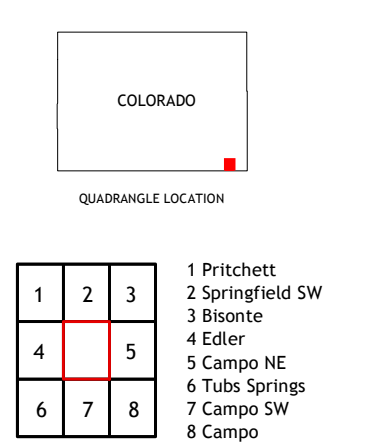 COLORADO
QUADRANGLE LOCATION
1 2 3
4 5
6 7 8
1 Pritchett
2 Springfield SW
3 Bisonte
4 Edler
5 Campo NE
6 Tubs Springs
7 Campo SW
8 Campo